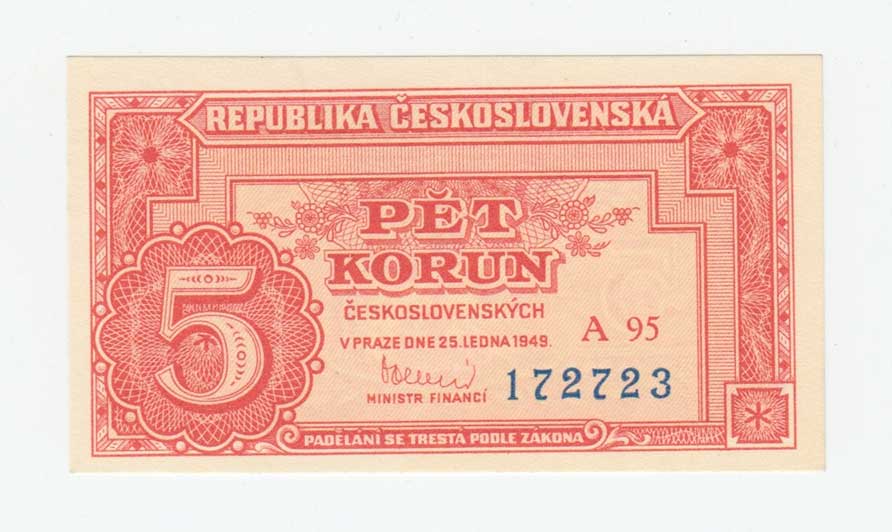 REPUBLIKA ČESKOSLOVENSKÁ
PĚT
KORUN
ČESKOSLOVENSKÝCH
V PRAZE DNE 25. LEDNA 1949.
A 95
MINISTR FINANCÍ
172723
5
PADĚLÁNÍ SE TRESTÁ PODLE ZÁKONA